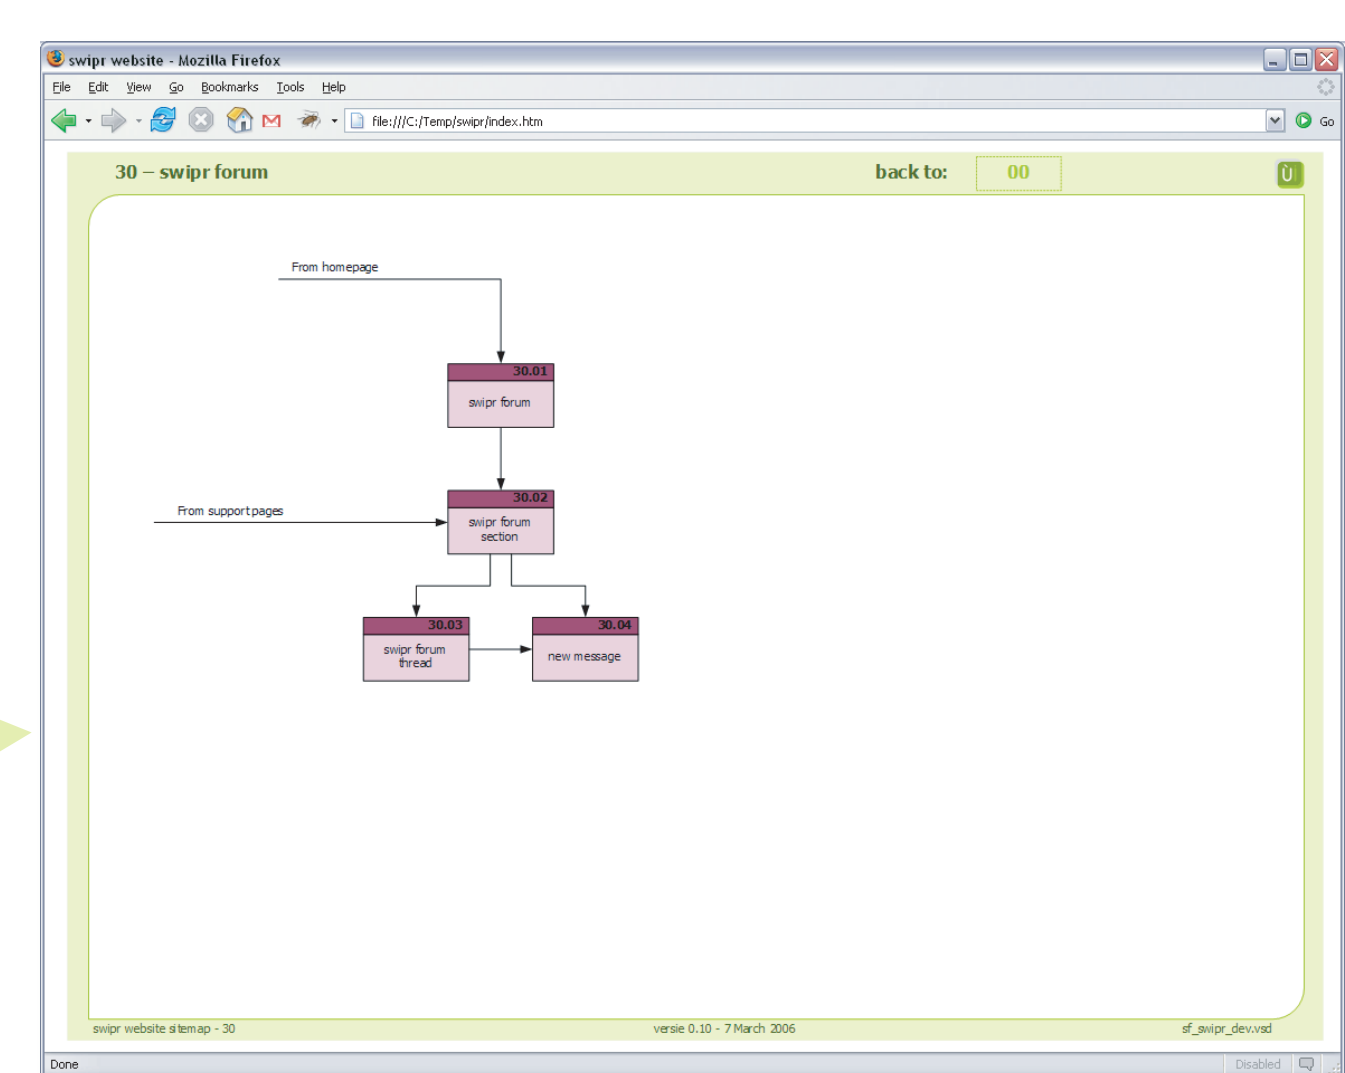 swipr website - Mozilla Firefox
File Edit View Go Bookmarks Tools Help
file:///C:/Temp/swipr/index.htm
Go
30 – swipr forum
back to:
00
Ù
From homepage
30.01
swipr forum
30.02
From support pages
swipr forum
section
30.03
30.04
swipr forum
thread
new message
swipr website sitemap - 30
versie 0.10 - 7 March 2006
sf_swipr_dev.vsd
Done
Disabled